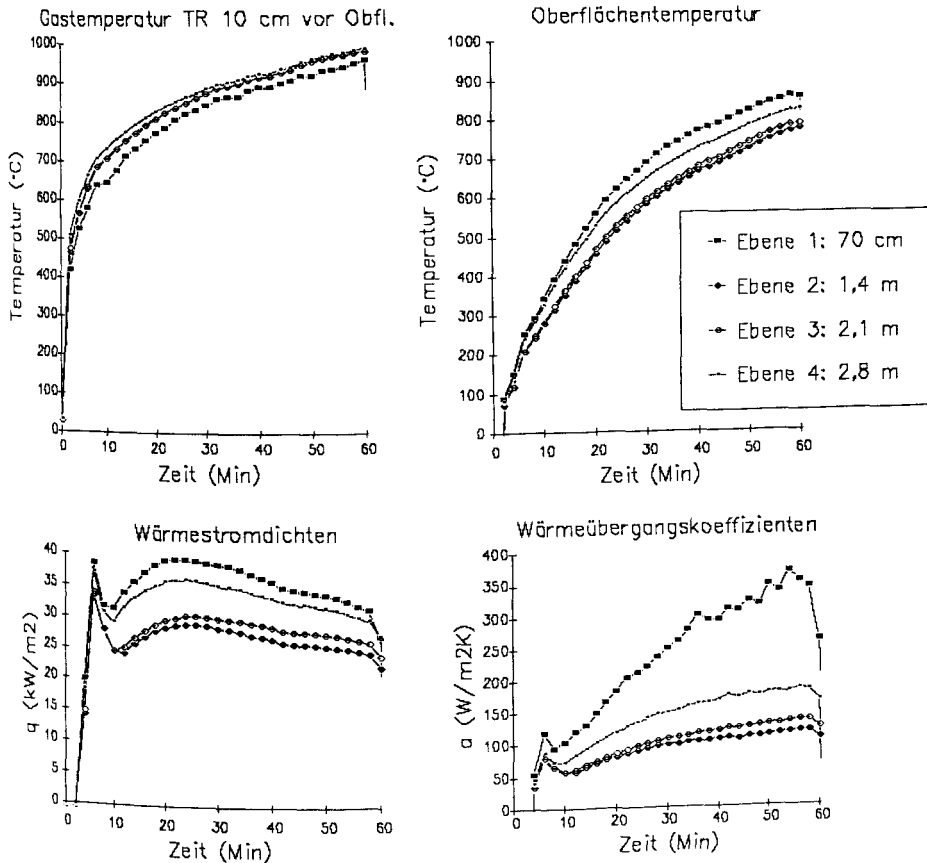 Gastemperatur TR 10 cm vor Obfl.
Temperatur (°C)
1000
900
800
700
600
500
400
300
200
100
0
0 10 20 30 40 50 60
Zeit (Min)
Oberflächentemperatur
Temperatur (°C)
1000
900
800
700
600
500
400
300
200
100
0
0 10 20 30 40 50 60
Zeit (Min)
Ebene 1: 70 cm
Ebene 2: 1,4 m
Ebene 3: 2,1 m
Ebene 4: 2,8 m
Wärmestromdichten
q (kW/m2)
40
35
30
25
20
15
10
5
0
0 10 20 30 40 50 60
Zeit (Min)
Wärmeübergangskoeffizienten
a (W/m2K)
400
350
300
250
200
150
100
50
0
0 10 20 30 40 50 60
Zeit (Min)